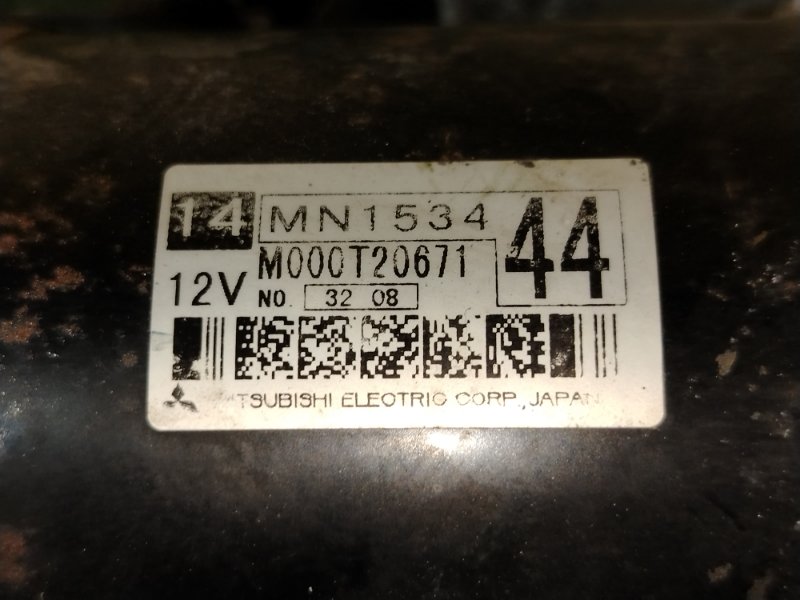 14 MN1534 44
M000T20671
12V NO. 32 08
TSUBISHI ELECTRIC CORP., JAPAN